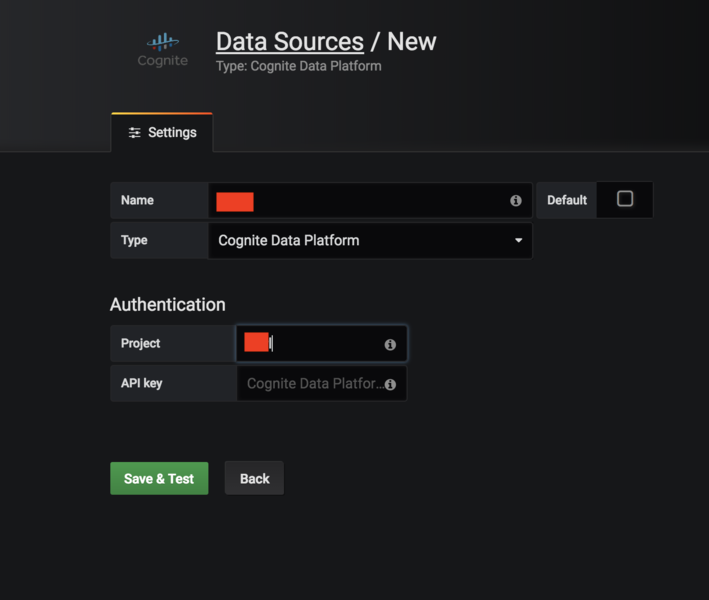 Cognite
Data Sources / New
Type: Cognite Data Platform
Settings
Name
Default
Type
Cognite Data Platform
Authentication
Project
API key
Cognite Data Platfor...
Save & Test
Back